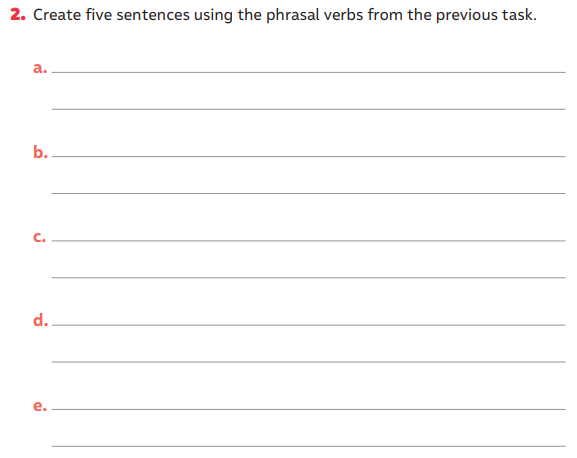 2. Create five sentences using the phrasal verbs from the previous task.
a.
b.
c.
d.
e.